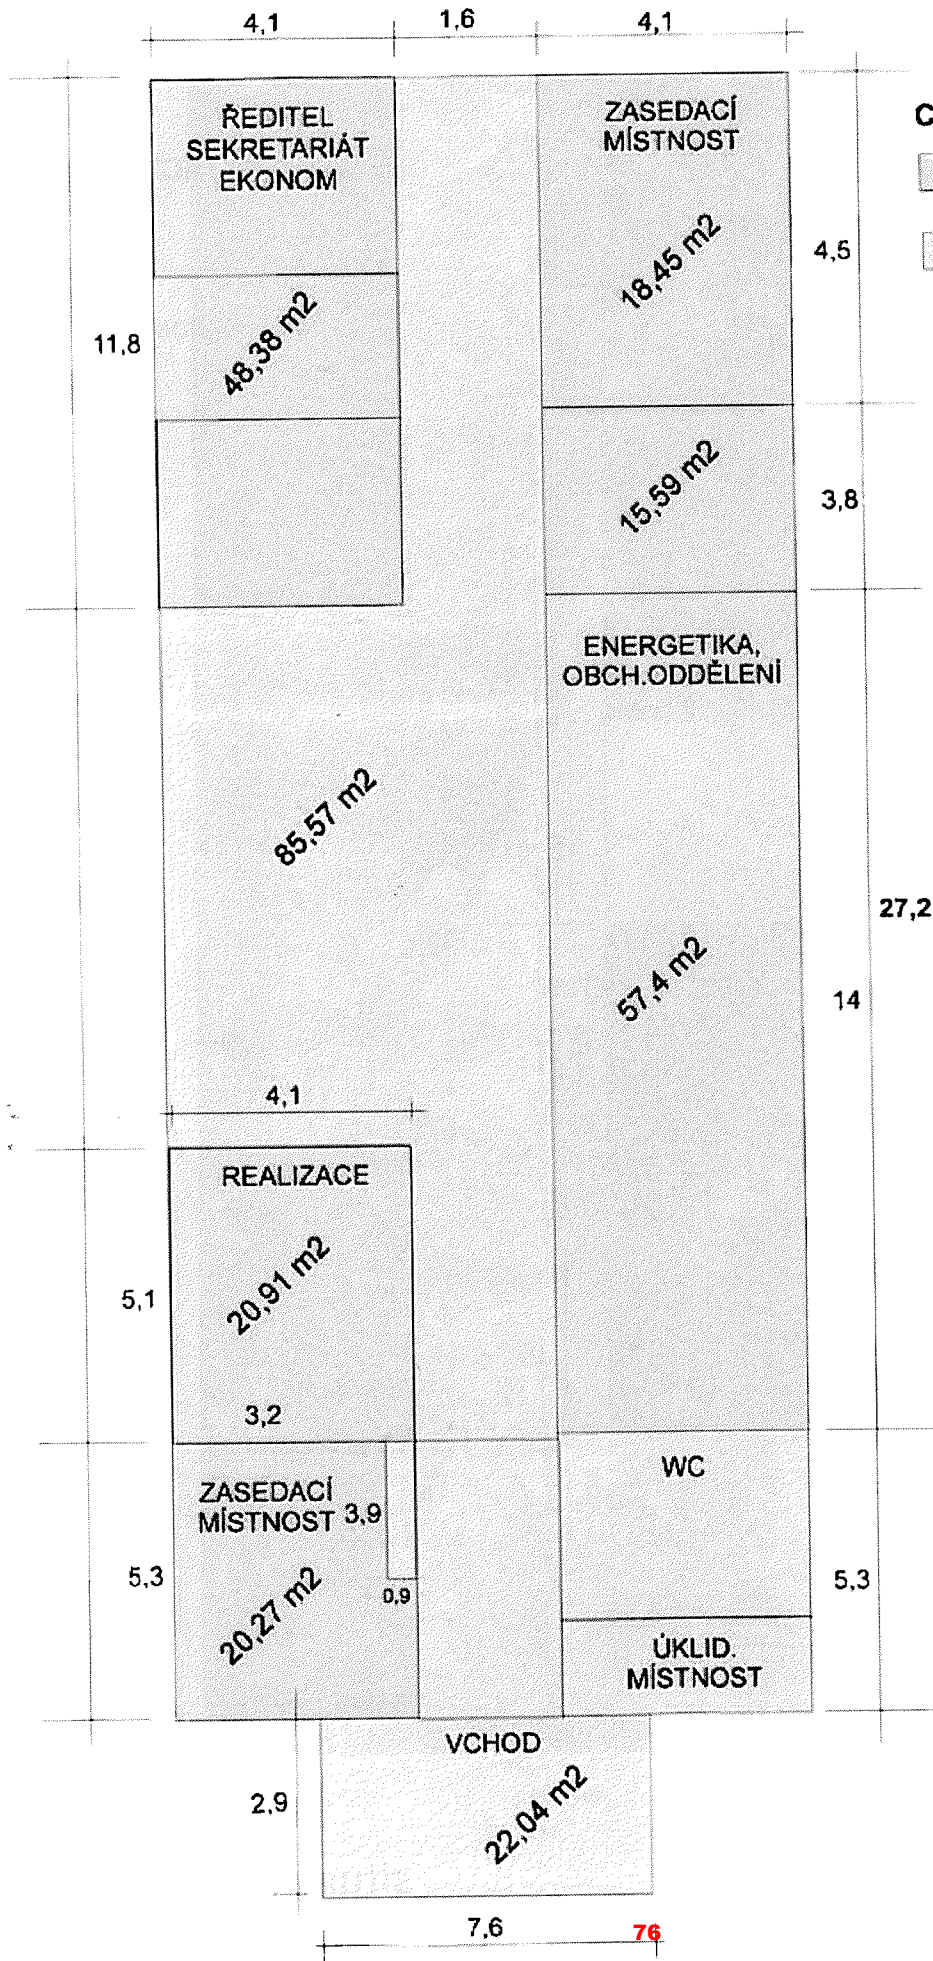 4,1
1,6
4,1
ŘEDITEL
SEKRETARIÁT
EKONOM
ZASEDACÍ
MÍSTNOST
C
18,45 m2
4,5
11,8
48,38 m2
15,59 m2
3,8
ENERGETIKA,
OBCH.ODDĚLENÍ
85,57 m2
27,2
57,4 m2
14
4,1
REALIZACE
20,91 m2
5,1
3,2
WC
ZASEDACÍ
MÍSTNOST
3,9
5,3
0,9
5,3
20,27 m2
ÚKLID.
MÍSTNOST
VCHOD
2,9
22,04 m2
7,6
76